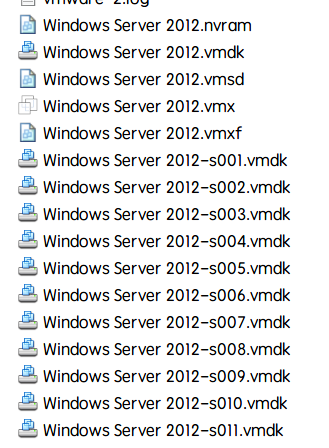 vmware-2.log
Windows Server 2012.nvram
Windows Server 2012.vmdk
Windows Server 2012.vmsd
Windows Server 2012.vmx
Windows Server 2012.vmxf
Windows Server 2012-s001.vmdk
Windows Server 2012-s002.vmdk
Windows Server 2012-s003.vmdk
Windows Server 2012-s004.vmdk
Windows Server 2012-s005.vmdk
Windows Server 2012-s006.vmdk
Windows Server 2012-s007.vmdk
Windows Server 2012-s008.vmdk
Windows Server 2012-s009.vmdk
Windows Server 2012-s010.vmdk
Windows Server 2012-s011.vmdk